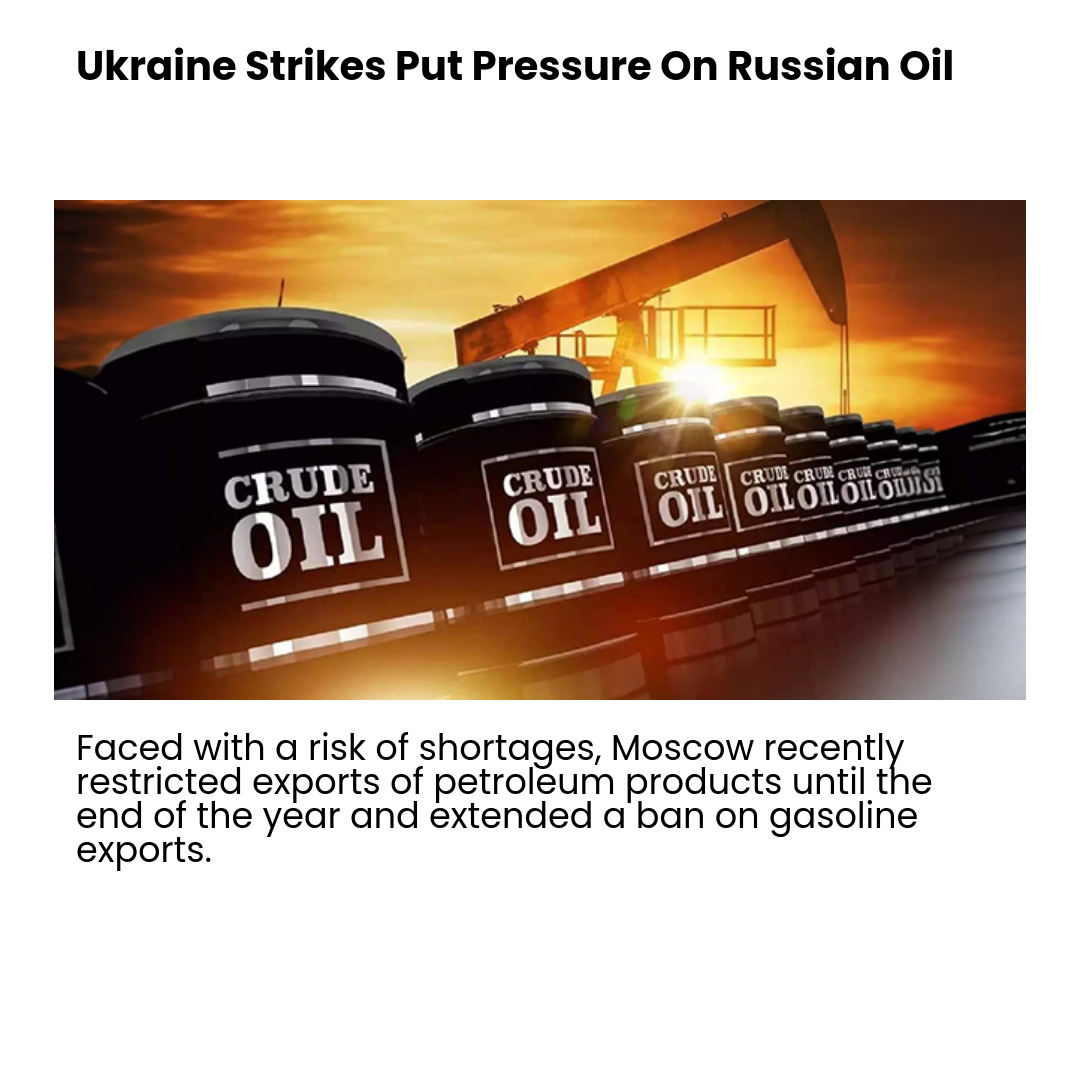 Ukraine Strikes Put Pressure On Russian Oil
CRUDE
OIL
CRUDE
OIL
CRUDE
OIL
CRUDE
OIL
CRUDE
OIL
CRUDE
OIL
Faced with a risk of shortages, Moscow recently
restricted exports of petroleum products until the
end of the year and extended a ban on gasoline
exports.